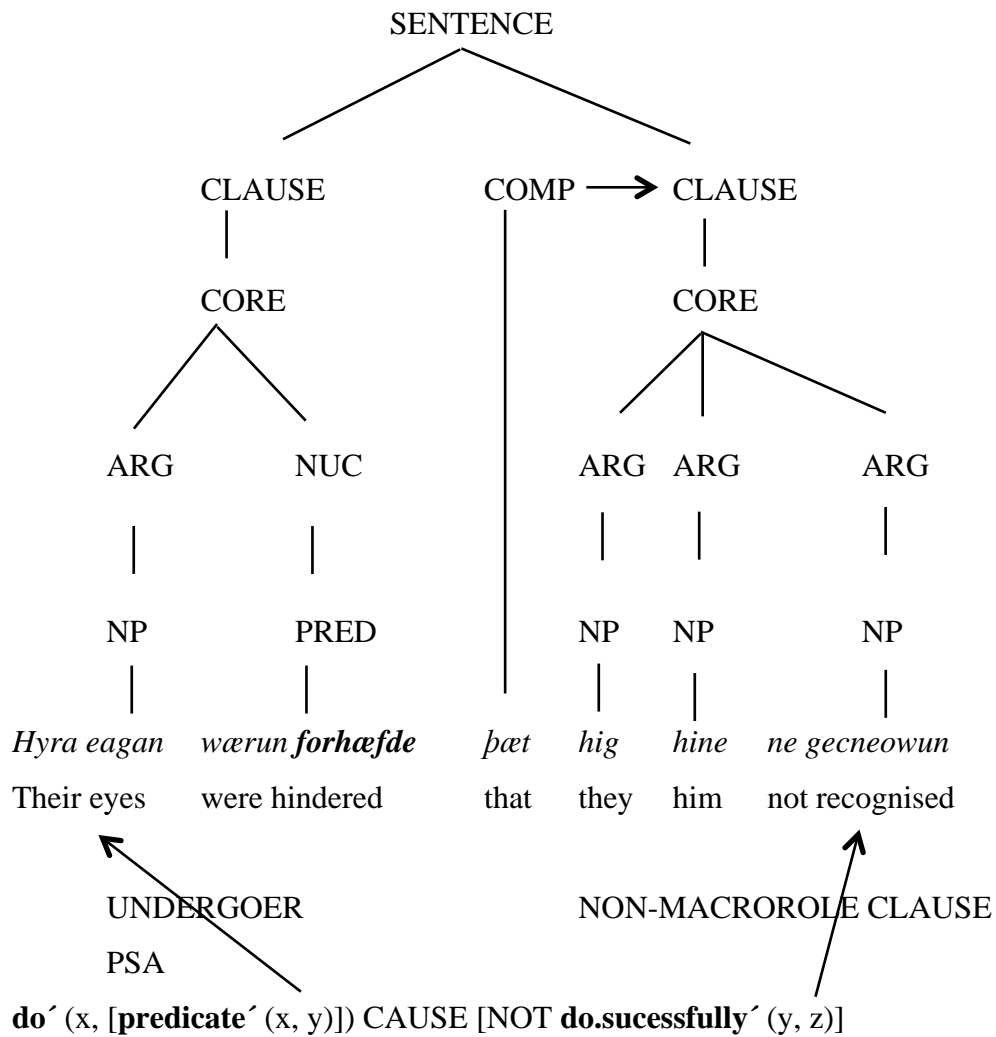 SENTENCE
CLAUSE COMP CLAUSE
CORE CORE
ARG NUC ARG ARG ARG
NP PRED NP NP NP
Hyra eagan wærun forhæfde þæt hig hine ne gecneowun
Their eyes were hindered that they him not recognised
UNDERGOER NON-MACROROLE CLAUSE
PSA
do´ (x, [predicate´ (x, y)]) CAUSE [NOT do.sucessfully´ (y, z)]